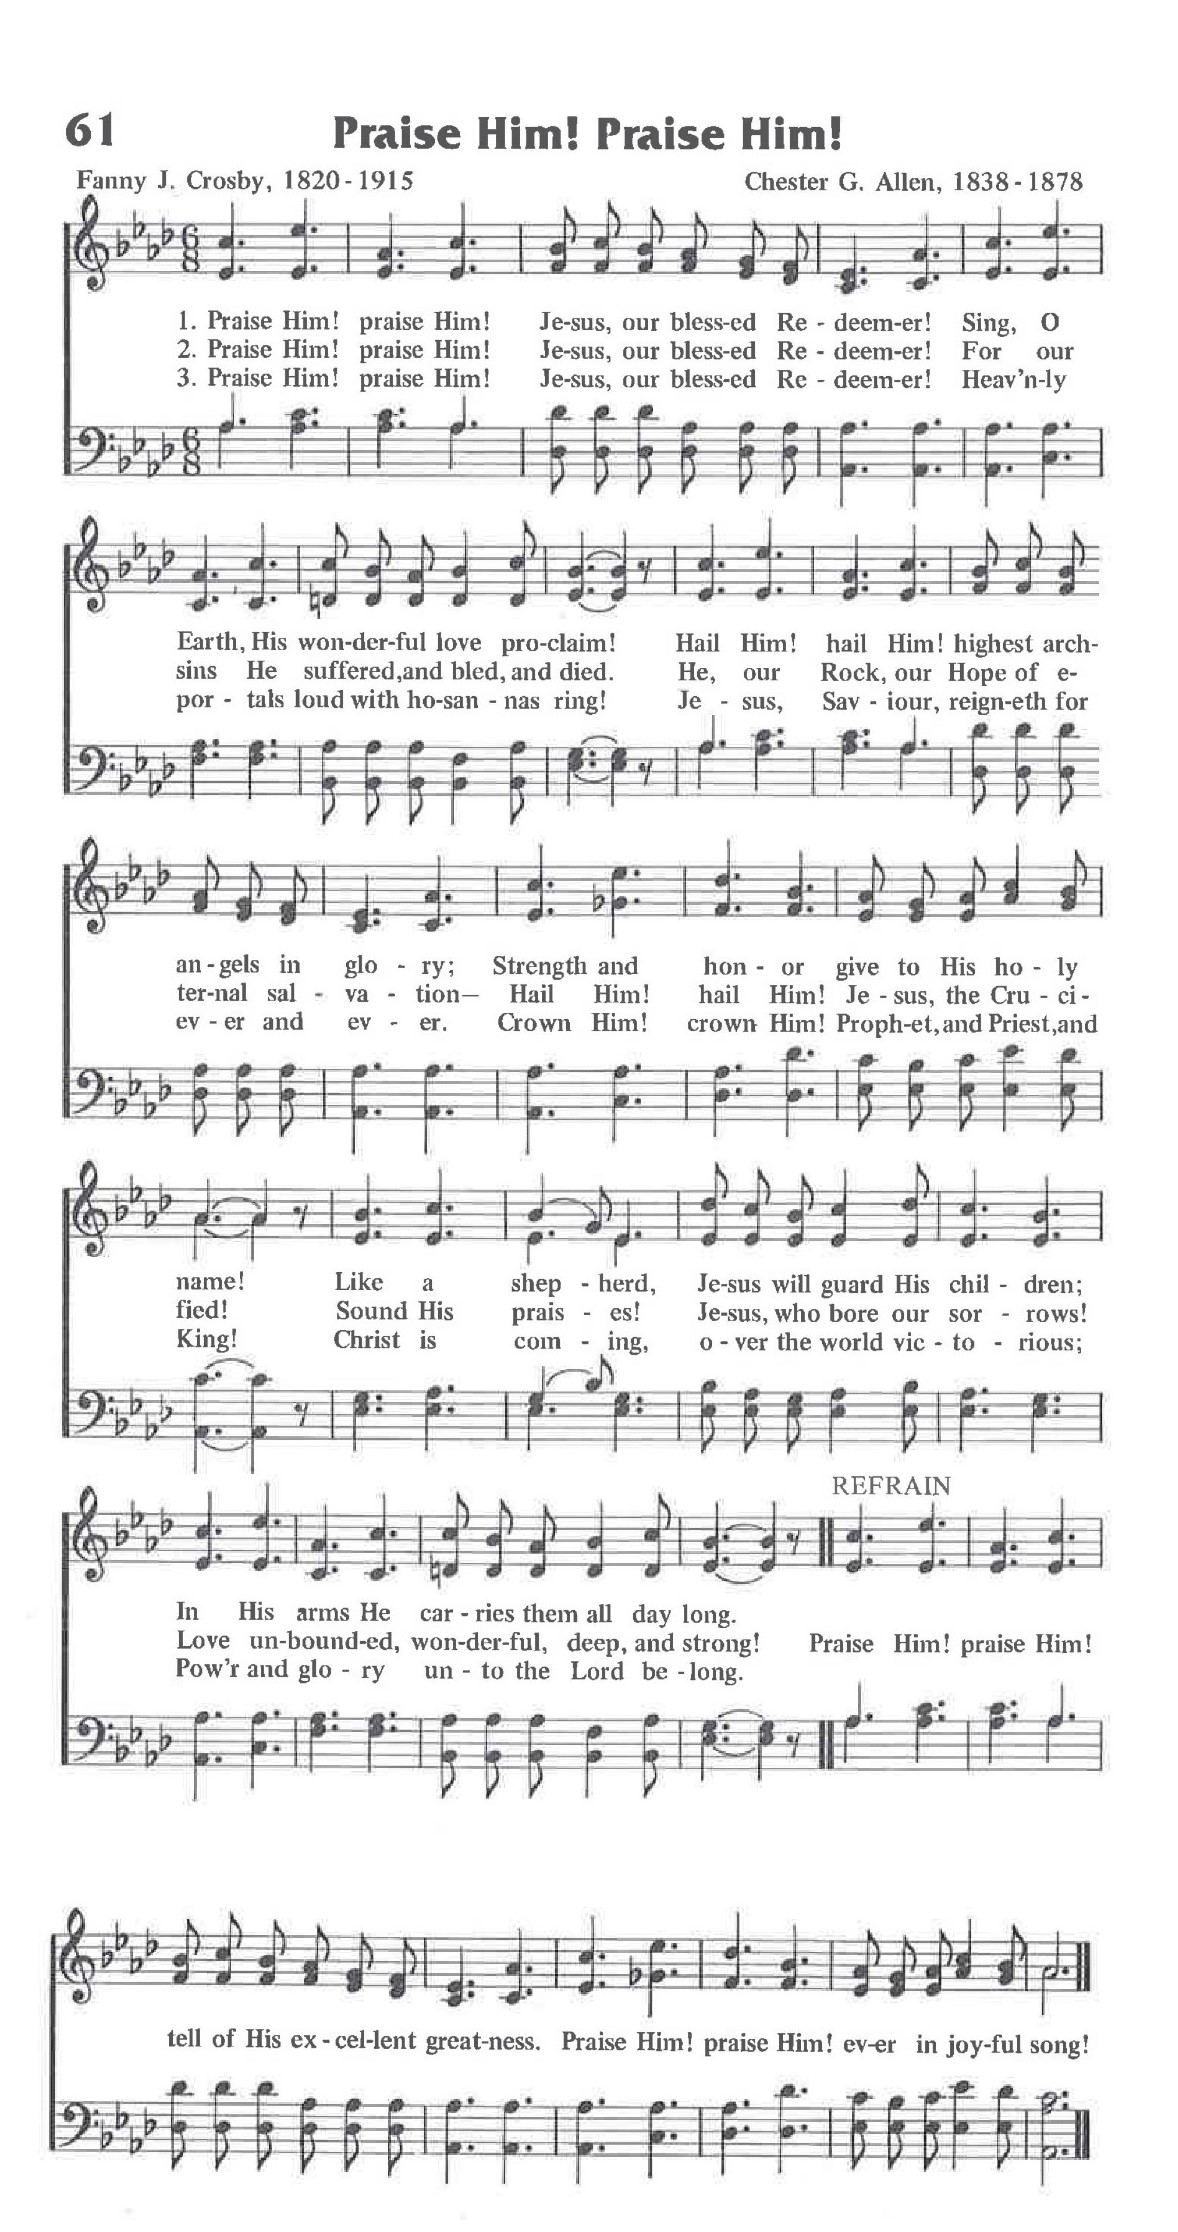 61 Praise Him! Praise Him!
Fanny J. Crosby, 1820-1915 Chester G. Allen, 1838-1878
1. Praise Him! praise Him! Je-sus, our bless-ed Re - deem-er! Sing, O
2. Praise Him! praise Him! Je-sus, our bless-ed Re - deem-er! For our
3. Praise Him! praise Him! Je-sus, our bless-ed Re - deem-er! Heav'n-ly
Earth, His won-der-ful love pro-claim! Hail Him! hail Him! highest arch-
sins He suffered,and bled, and died. He, our Rock, our Hope of e-
por - tals loud with ho-san - nas ring! Je - sus, Sav - iour, reign-eth for
an - gels in glo - ry; Strength and hon - or give to His ho - ly
ter-nal sal - va - tion— Hail Him! hail Him! Je - sus, the Cru - ci-
ev - er and ev - er. Crown Him! crown Him! Proph-et,and Priest,and
name! Like a shep - herd, Je-sus will guard His chil - dren;
fied! Sound His prais - es! Je-sus, who bore our sor - rows!
King! Christ is com - ing, o - ver the world vic - to - rious;
REFRAIN
In His arms He car - ries them all day long.
Love un-bound-ed, won-der-ful, deep, and strong! Praise Him! praise Him!
Pow'r and glo - ry un - to the Lord be - long.
tell of His ex - cel-lent great-ness. Praise Him! praise Him! ev-er in joy-ful song!